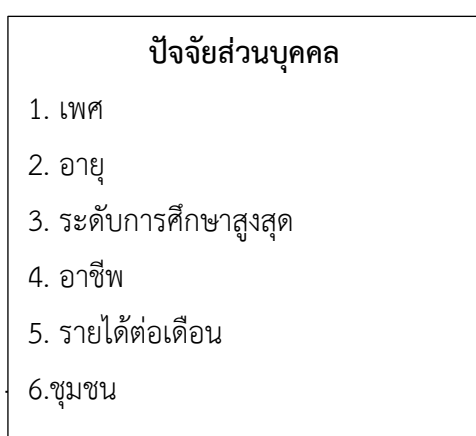 ปัจจัยส่วนบุคคล
1. เพศ
2. อายุ
3. ระดับการศึกษาสูงสุด
4. อาชีพ
5. รายได้ต่อเดือน
6.ชุมชน